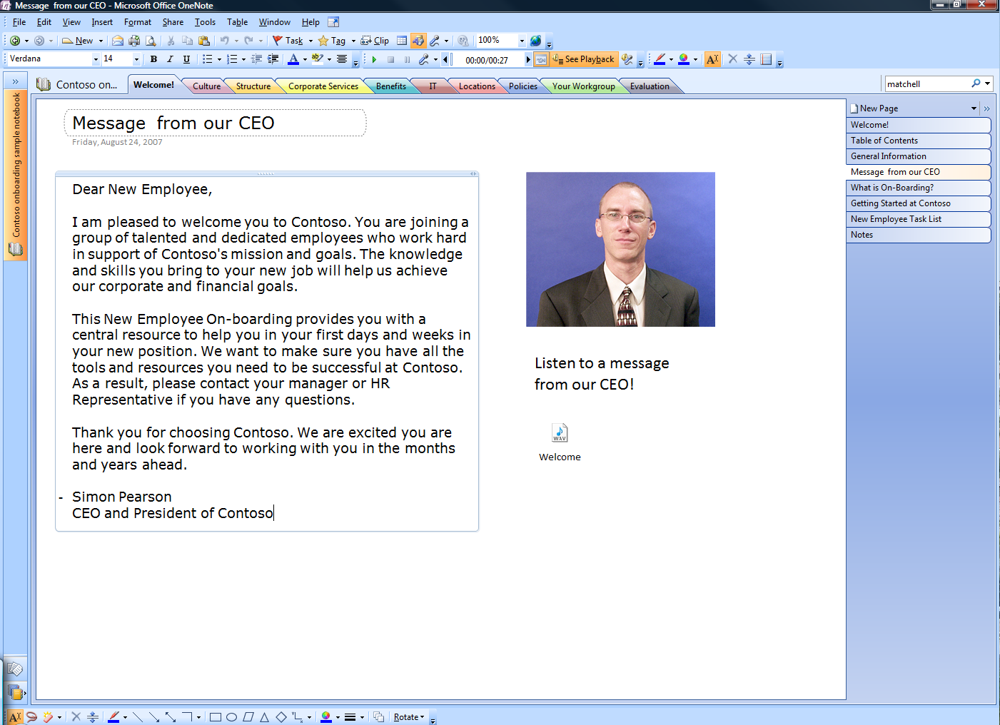 Message  from our CEO - Microsoft Office OneNote
File Edit View Insert Format Share Tools Table Window Help
New Task Tag Clip 100%
Verdana 14 B I U A ab 00:00/00:27 See Playback A
Contoso on... Welcome! Culture Structure Corporate Services Benefits IT Locations Policies Your Workgroup Evaluation matchell
Contoso onboarding sample notebook
Message  from our CEO
Friday, August 24, 2007
Dear New Employee,
I am pleased to welcome you to Contoso. You are joining a
group of talented and dedicated employees who work hard
in support of Contoso's mission and goals. The knowledge
and skills you bring to your new job will help us achieve
our corporate and financial goals.
This New Employee On-boarding provides you with a
central resource to help you in your first days and weeks in
your new position. We want to make sure you have all the
tools and resources you need to be successful at Contoso.
As a result, please contact your manager or HR
Representative if you have any questions.
Thank you for choosing Contoso. We are excited you are
here and look forward to working with you in the months
and years ahead.
- Simon Pearson
CEO and President of Contoso
Listen to a message
from our CEO!
WAV
Welcome
New Page
Welcome!
Table of Contents
General Information
Message  from our CEO
What is On-Boarding?
Getting Started at Contoso
New Employee Task List
Notes
A Rotate